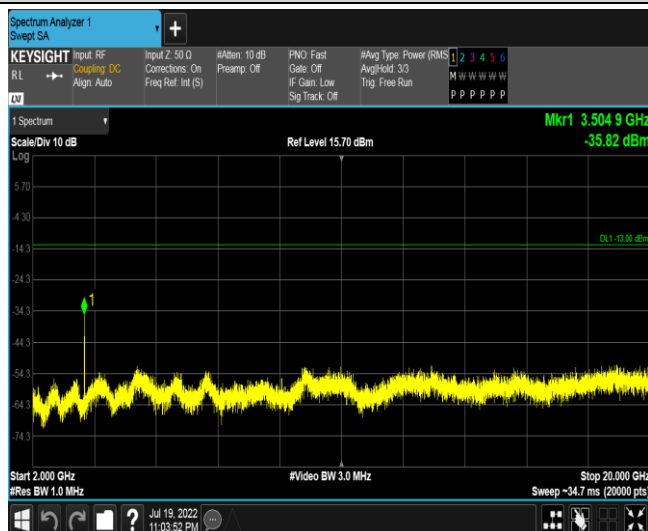 Spectrum Analyzer 1
Swept SA
KEYSIGHT
RL
LXI
Input: RF
Coupling: DC
Align: Auto
Input Z: 50 Ω
Corrections: On
Freq Ref: Int (S)
#Atten: 10 dB
Preamp: Off
PNO: Fast
Gate: Off
IF Gain: Low
Sig Track: Off
#Avg Type: Power (RMS
Avg|Hold: 3/3
Trig: Free Run
1 2 3 4 5 6
M W W W W W
P P P P P P
1 Spectrum
Scale/Div 10 dB
Ref Level 15.70 dBm
Mkr1 3.504 9 GHz
-35.82 dBm
Log
5.70
-4.30
DL1 -13.00 dBm
-14.3
-24.3
1
-34.3
-44.3
-54.3
-64.3
-74.3
Start 2.000 GHz
#Video BW 3.0 MHz
Stop 20.000 GHz
#Res BW 1.0 MHz
Sweep ~34.7 ms (20000 pts)
?
Jul 19, 2022
11:03:52 PM